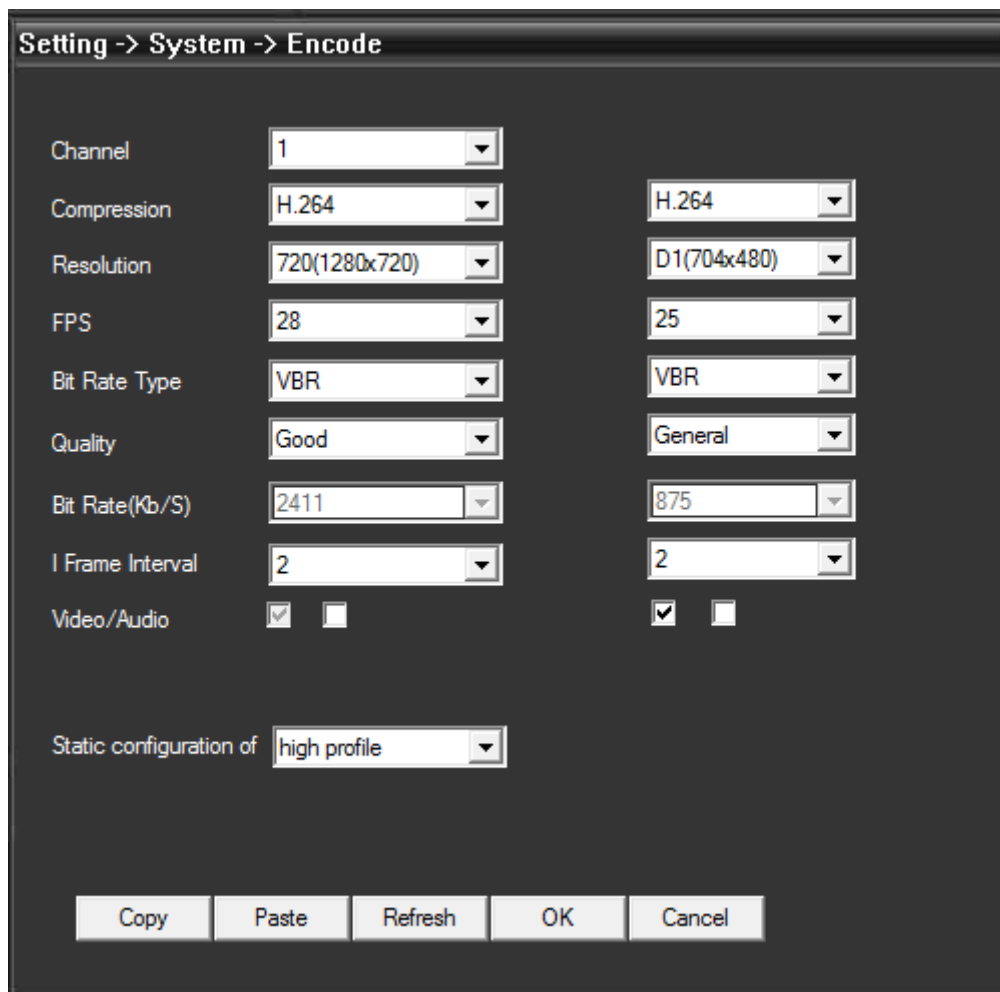 Setting -> System -> Encode
Channel 1
Compression H.264 H.264
Resolution 720(1280x720) D1(704x480)
FPS 28 25
Bit Rate Type VBR VBR
Quality Good General
Bit Rate(Kb/S) 2411 875
I Frame Interval 2 2
Video/Audio
Static configuration of high profile
Copy Paste Refresh OK Cancel